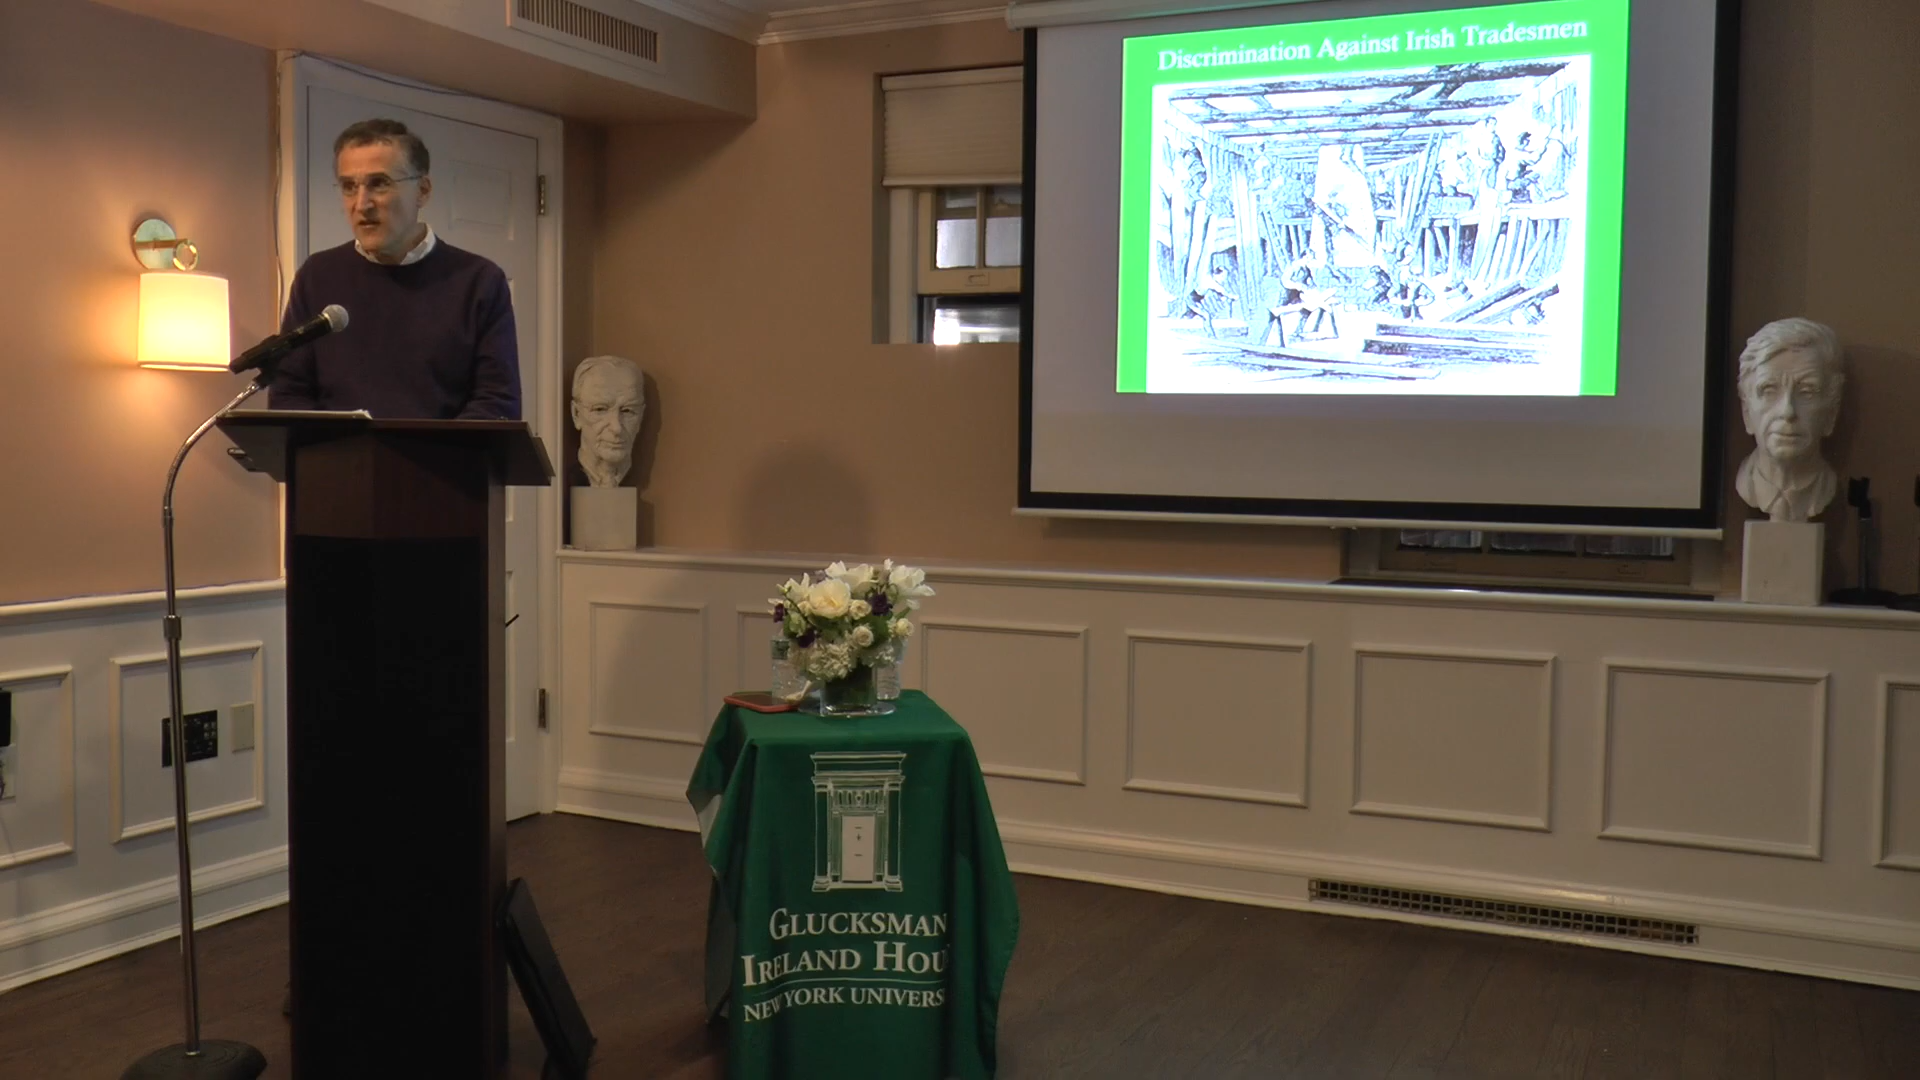 Discrimination Against Irish Tradesmen
GLUCKSMAN
IRELAND HOU
NEW YORK UNIVERS